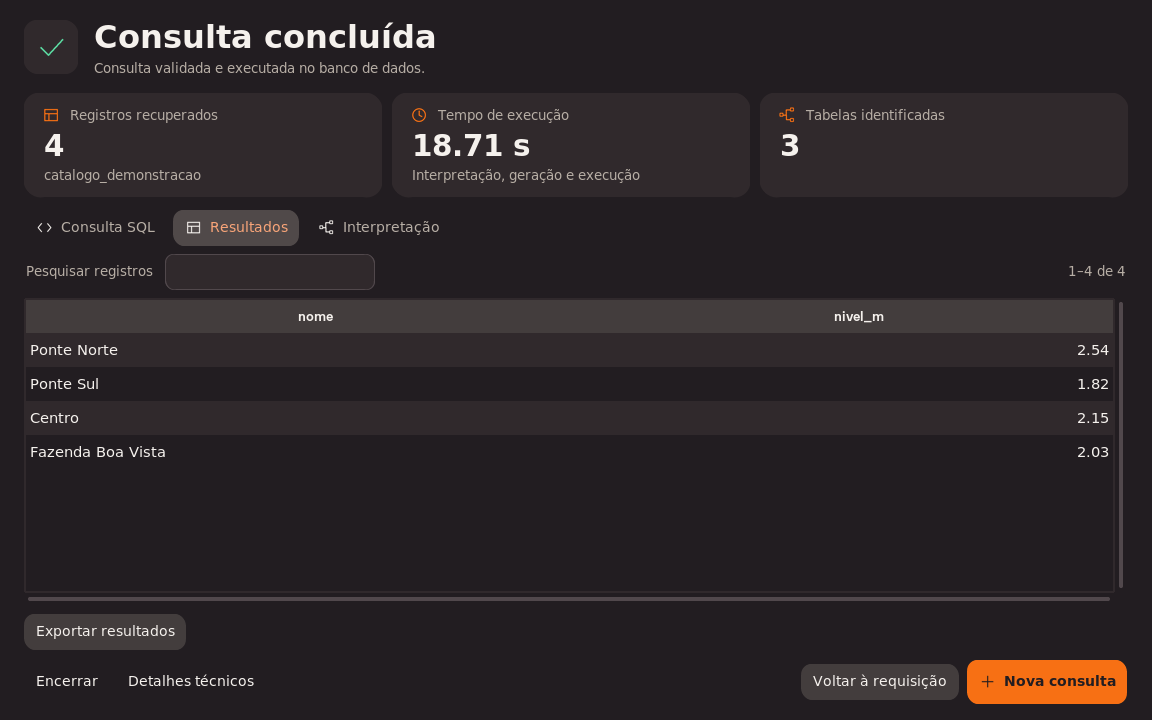 Consulta concluída
Consulta validada e executada no banco de dados.
Registros recuperados
4
catalogo_demonstracao
Tempo de execução
18.71 s
Interpretação, geração e execução
Tabelas identificadas
3
Consulta SQL
Resultados
Interpretação
Pesquisar registros
1–4 de 4
nome nivel_m
Ponte Norte 2.54
Ponte Sul 1.82
Centro 2.15
Fazenda Boa Vista 2.03
Exportar resultados
Encerrar
Detalhes técnicos
Voltar à requisição
Nova consulta